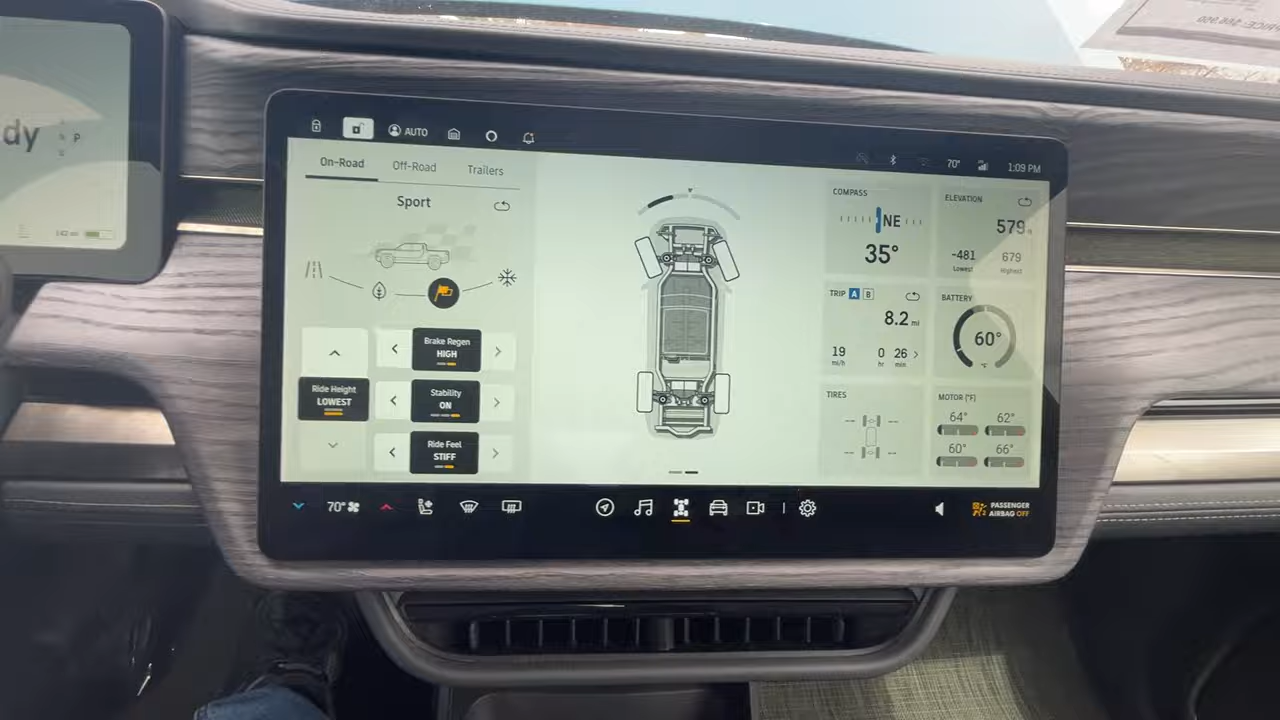 dy
P
AUTO
70°
1:09 PM
On-Road
Off-Road
Trailers
Sport
Brake Regen
HIGH
Ride Height
LOWEST
Stability
ON
Ride Feel
STIFF
COMPASS
NE
35°
ELEVATION
579 ft
-481
679
Lowest
Highest
TRIP A B
8.2 mi
19
0
26
mi/h
hr
min
BATTERY
60°
°F
TIRES
-- --
-- --
MOTOR (°F)
64°
62°
60°
66°
70°
PASSENGER
AIRBAG OFF